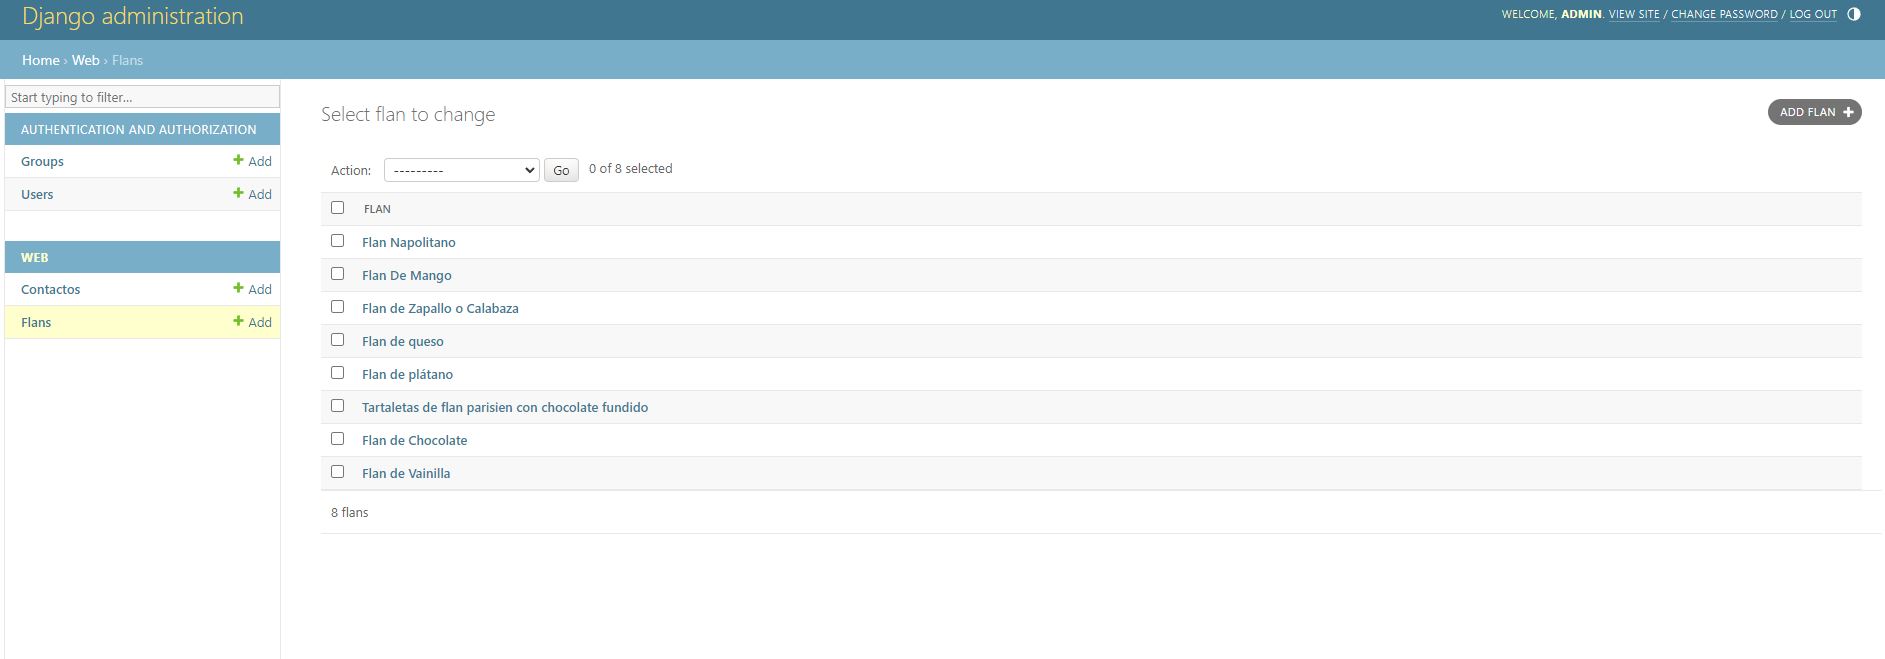 Django administration
WELCOME, ADMIN. VIEW SITE / CHANGE PASSWORD / LOG OUT
Home › Web › Flans
Start typing to filter...
AUTHENTICATION AND AUTHORIZATION
Groups + Add
Users + Add
WEB
Contactos + Add
Flans + Add
Select flan to change
ADD FLAN +
Action: --------- Go 0 of 8 selected
FLAN
Flan Napolitano
Flan De Mango
Flan de Zapallo o Calabaza
Flan de queso
Flan de plátano
Tartaletas de flan parisien con chocolate fundido
Flan de Chocolate
Flan de Vainilla
8 flans